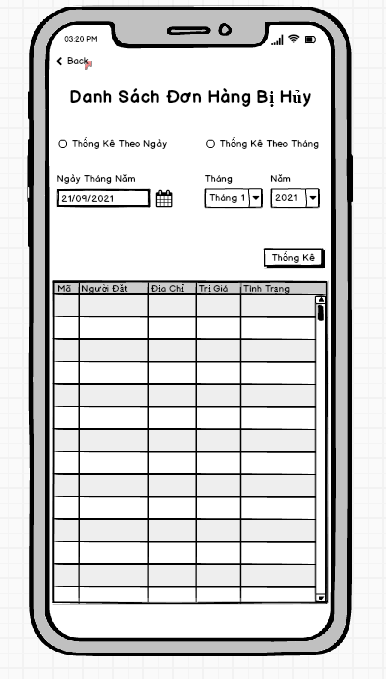 03:20 PM
Back
Danh Sách Đơn Hàng Bị Hủy
Thống Kê Theo Ngày
Thống Kê Theo Tháng
Ngày Tháng Năm
Tháng
Năm
21/09/2021
Tháng 1
2021
Thống Kê
Mã Người Đặt Địa Chỉ Trị Giá Tình Trạng